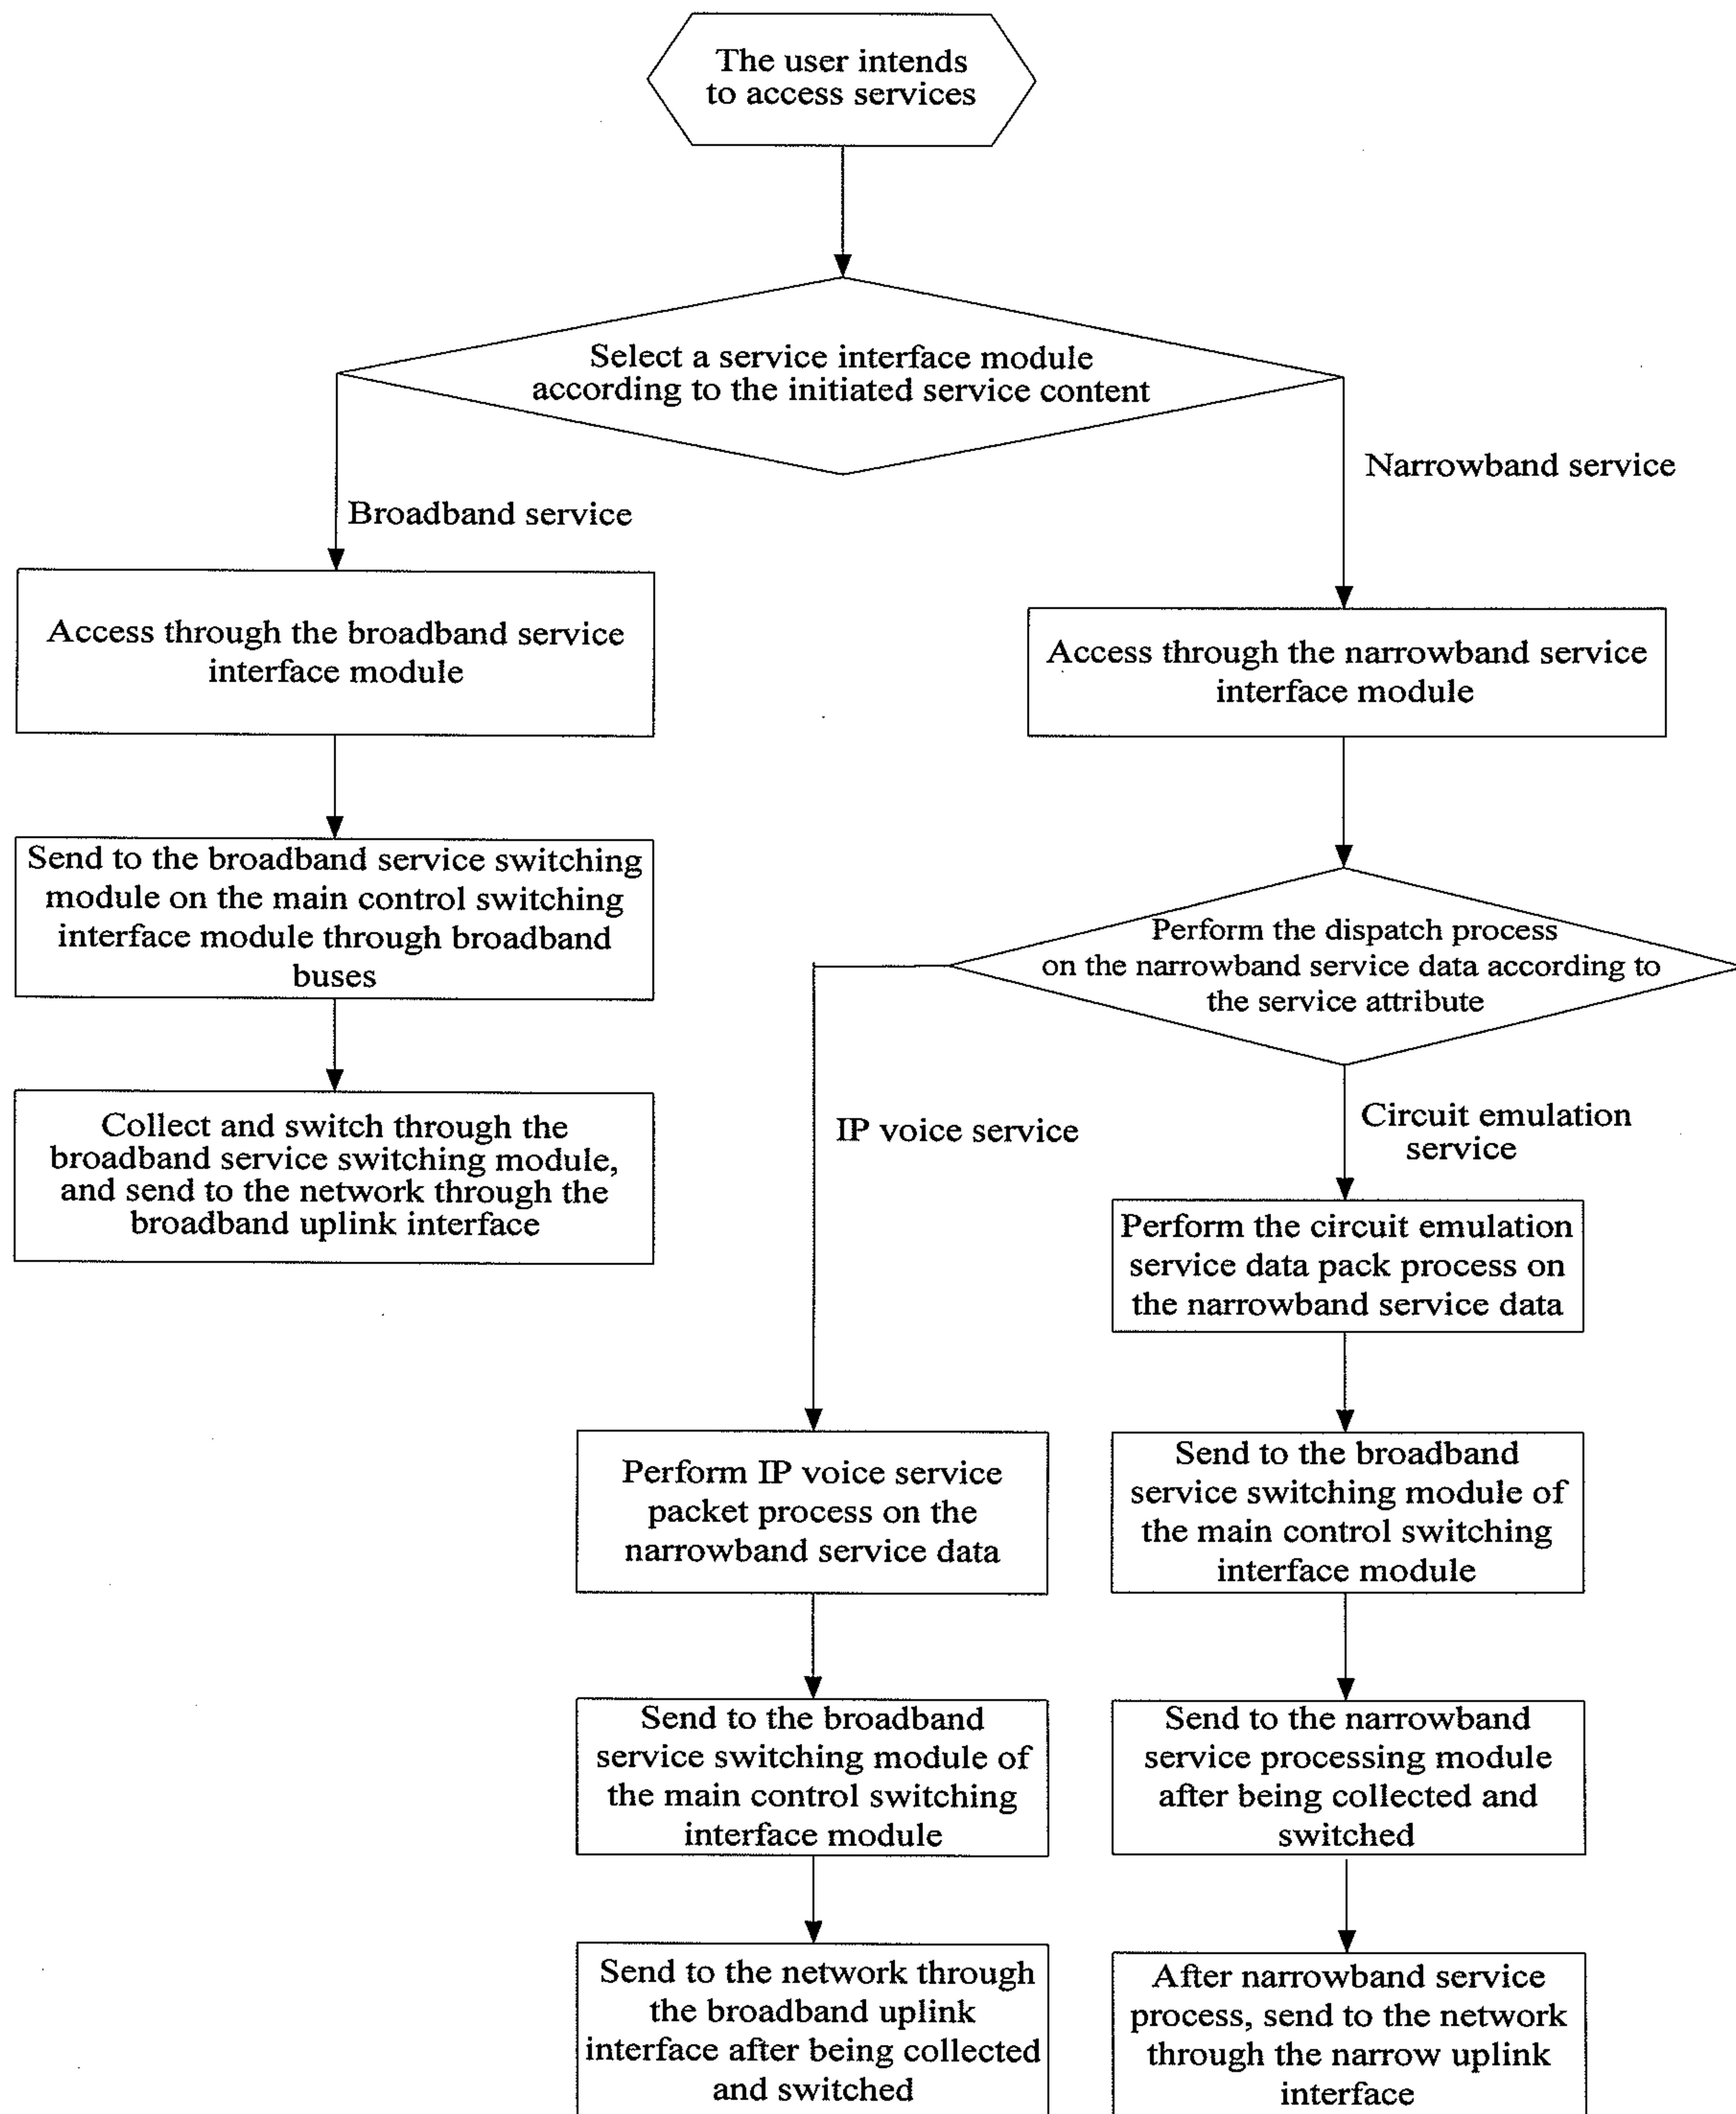 The user intends
to access services
Select a service interface module
according to the initiated service content
Broadband service
Narrowband service
Access through the broadband service
interface module
Access through the narrowband service
interface module
Send to the broadband service switching
module on the main control switching
interface module through broadband
buses
Perform the dispatch process
on the narrowband service data according to
the service attribute
Collect and switch through the
broadband service switching module,
and send to the network through the
broadband uplink interface
IP voice service
Circuit emulation
service
Perform the circuit emulation
service data pack process on
the narrowband service data
Perform IP voice service
packet process on the
narrowband service data
Send to the broadband
service switching module of
the main control switching
interface module
Send to the broadband
service switching module of
the main control switching
interface module
Send to the narrowband
service processing module
after being collected and
switched
Send to the network through
the broadband uplink
interface after being collected
and switched
After narrowband service
process, send to the network
through the narrow uplink
interface